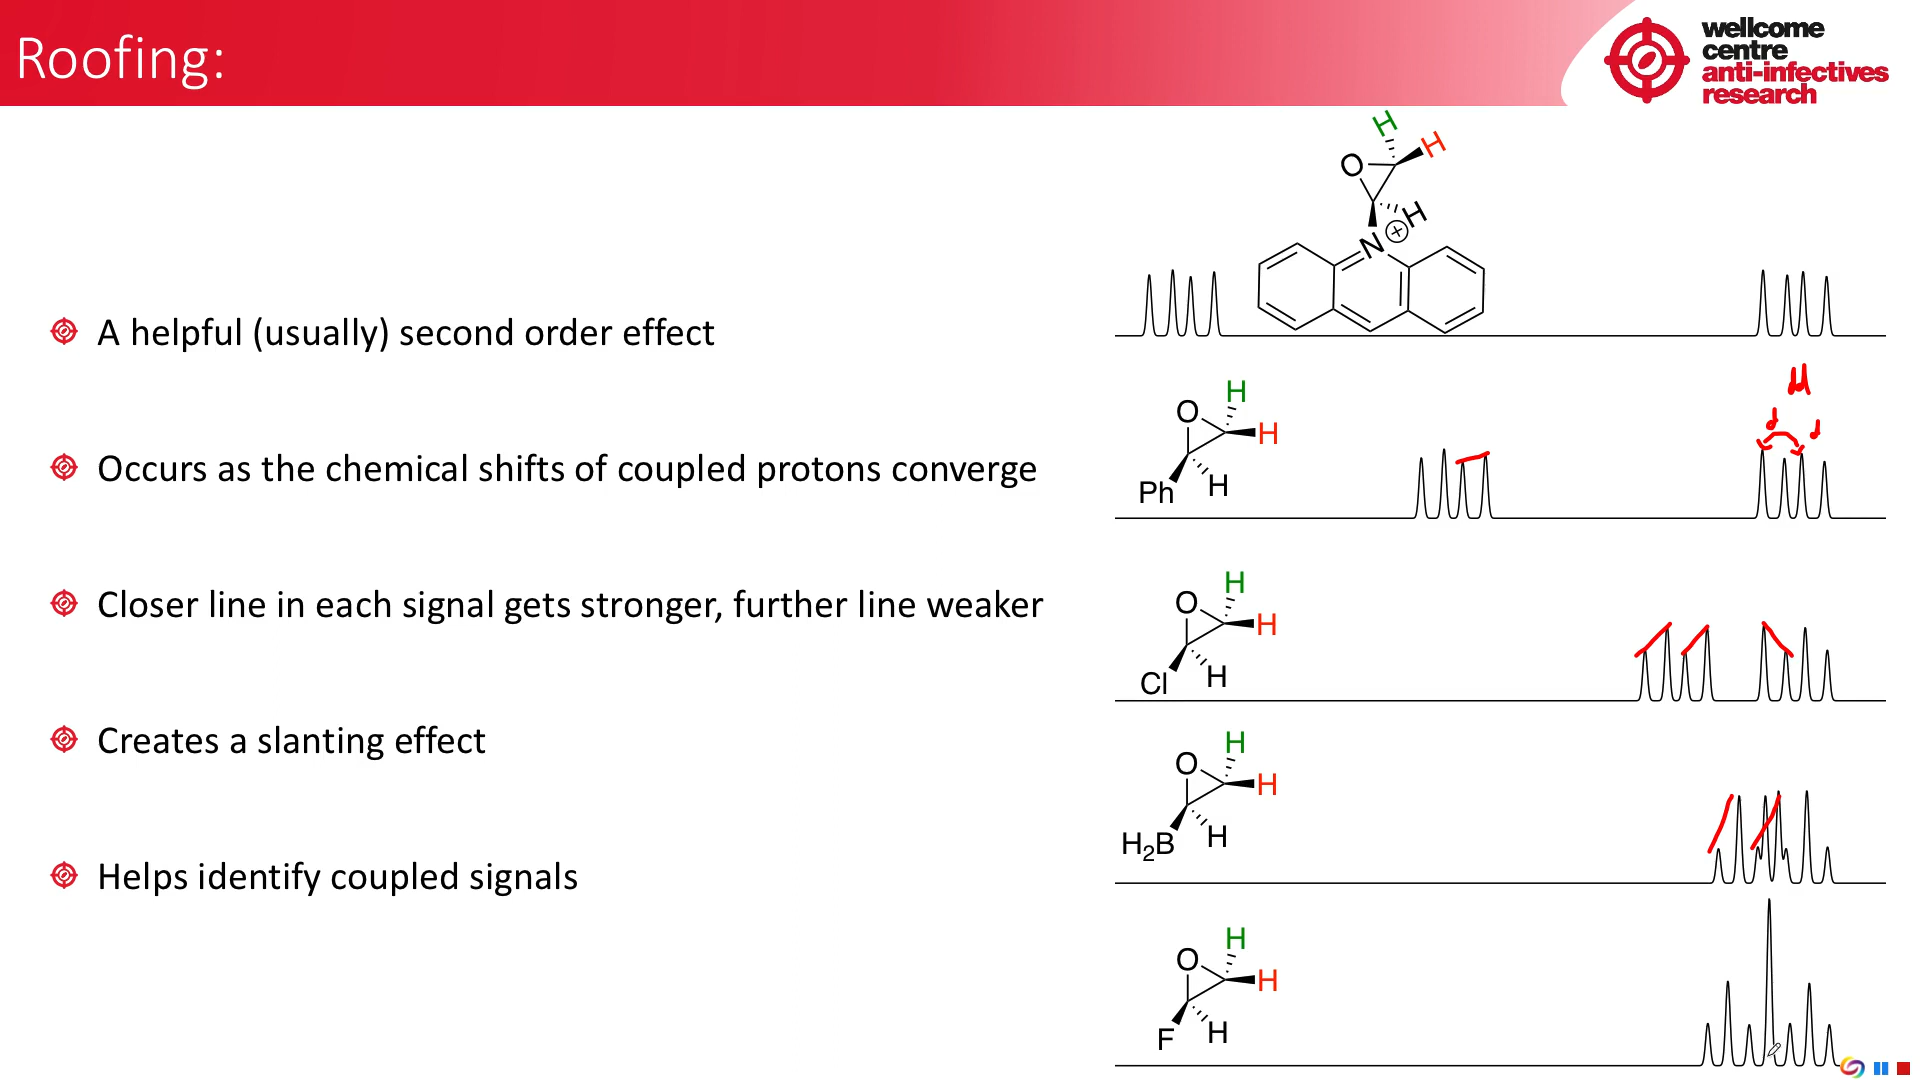 Roofing:
wellcome
centre
anti-infectives
research
A helpful (usually) second order effect
Occurs as the chemical shifts of coupled protons converge
Closer line in each signal gets stronger, further line weaker
Creates a slanting effect
Helps identify coupled signals
H
H
O
H
N
+
dd
d
d
H
O
H
Ph
H
H
O
H
Cl
H
H
O
H
H₂B
H
H
O
H
F
H